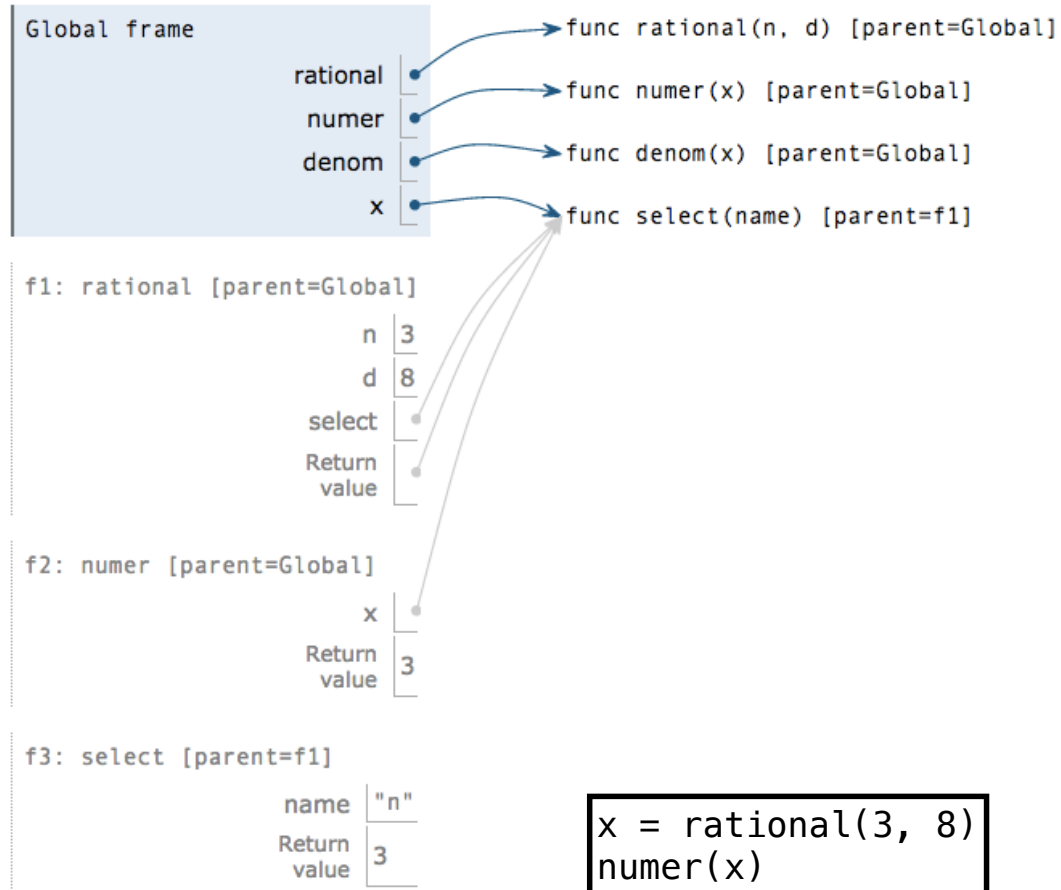 Global frame
rational
numer
denom
x
func rational(n, d) [parent=Global]
func numer(x) [parent=Global]
func denom(x) [parent=Global]
func select(name) [parent=f1]
f1: rational [parent=Global]
n 3
d 8
select
Return
value
f2: numer [parent=Global]
x
Return
value 3
f3: select [parent=f1]
name "n"
Return
value 3
x = rational(3, 8)
numer(x)